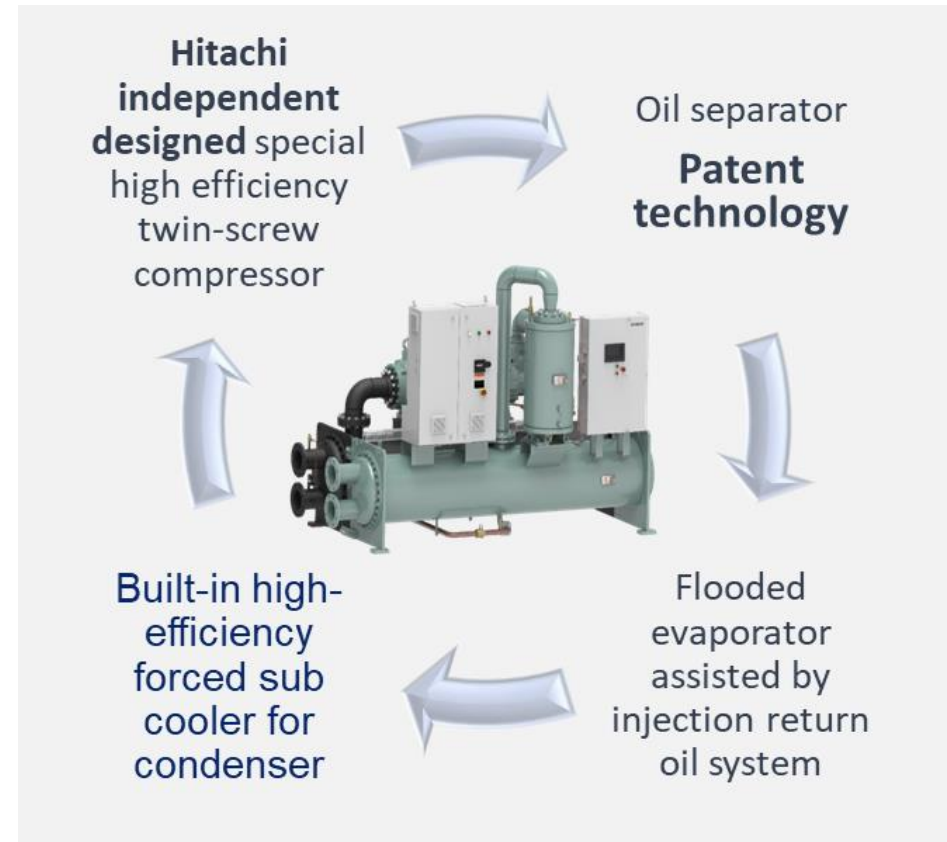 Hitachi
independent
designed special
high efficiency
twin-screw
compressor
Oil separator
Patent
technology
Flooded
evaporator
assisted by
injection return
oil system
Built-in high-
efficiency
forced sub
cooler for
condenser